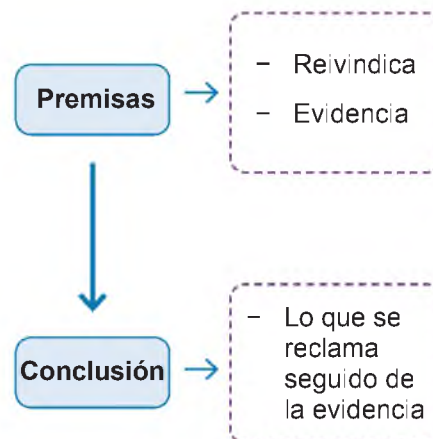 Premisas
– Reivindica
– Evidencia
Conclusión
– Lo que se
reclama
seguido de
la evidencia